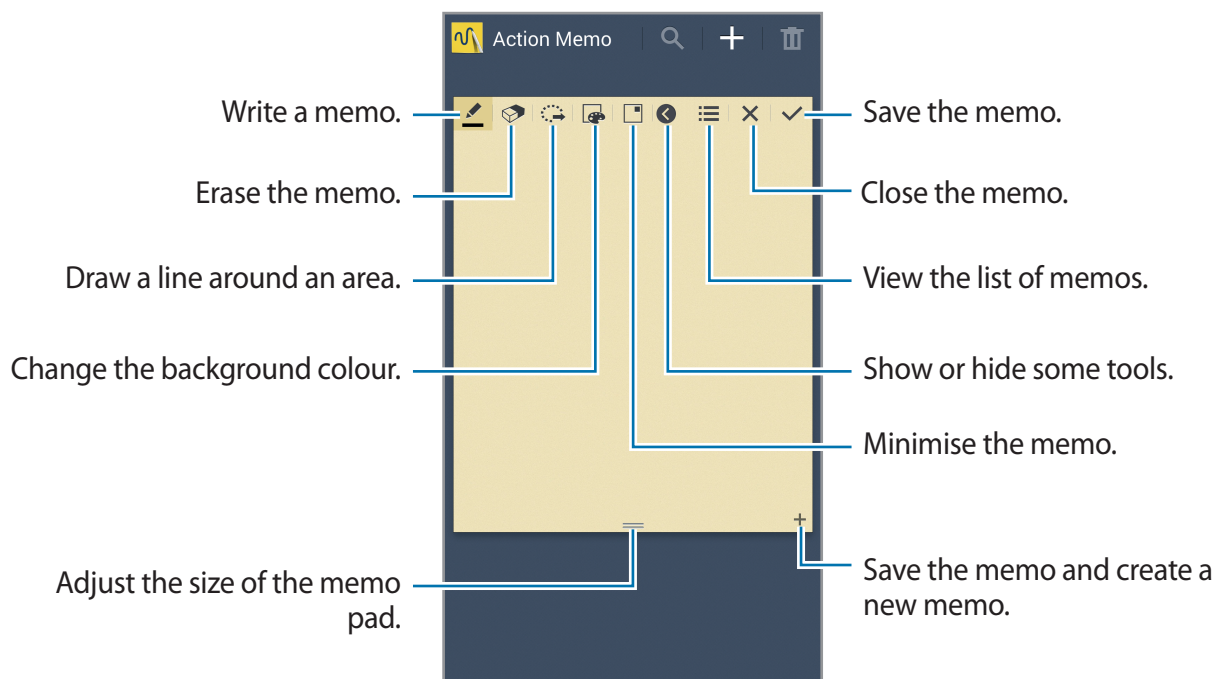 Action Memo
Write a memo.
Save the memo.
Erase the memo.
Close the memo.
Draw a line around an area.
View the list of memos.
Change the background colour.
Show or hide some tools.
Minimise the memo.
Adjust the size of the memo
pad.
Save the memo and create a
new memo.